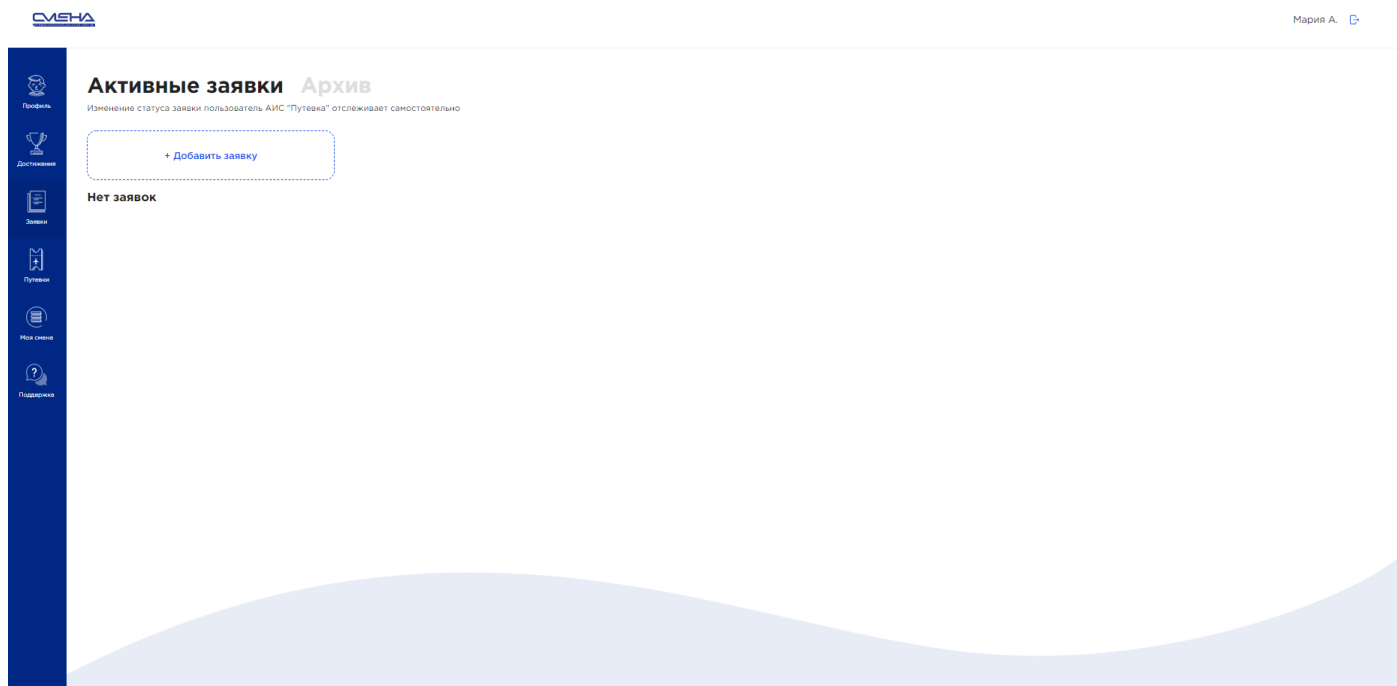 СМЕНА
Мария А.
Профиль
Достижения
Заявки
Путевки
Моя смена
Поддержка
Активные заявки Архив
Изменение статуса заявки пользователь АИС "Путевка" отслеживает самостоятельно
+ Добавить заявку
Нет заявок